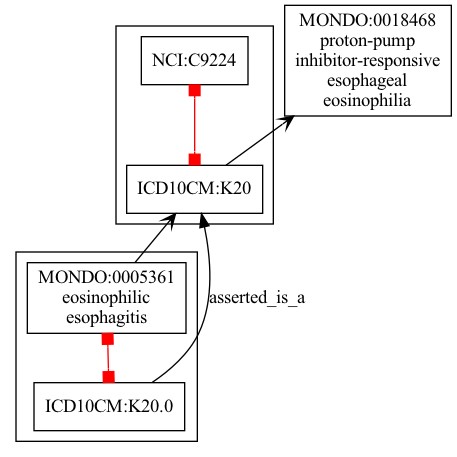 MONDO:0018468
proton-pump
inhibitor-responsive
esophageal
eosinophilia
NCI:C9224
ICD10CM:K20
MONDO:0005361
eosinophilic
esophagitis
asserted_is_a
ICD10CM:K20.0